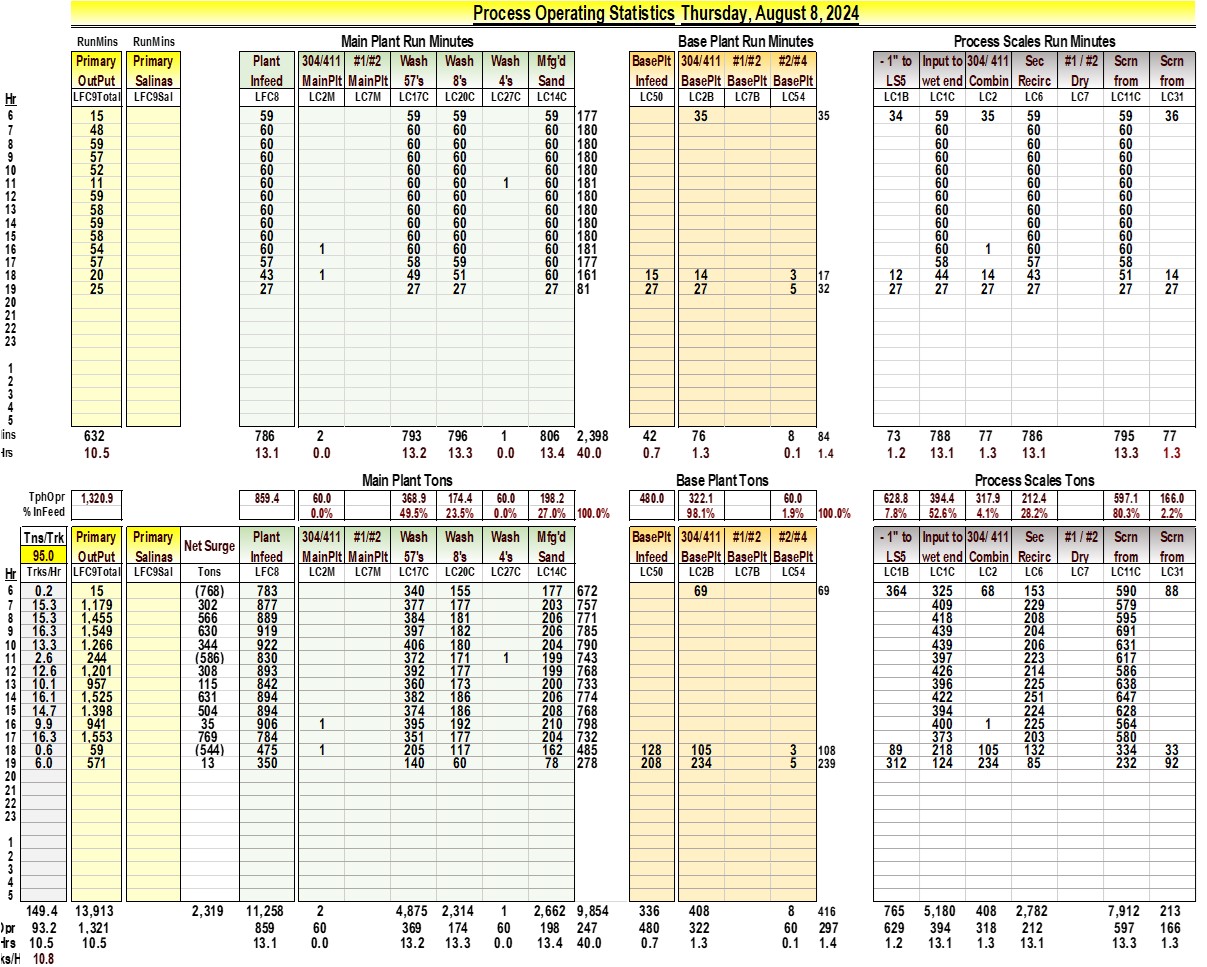 Process Operating Statistics Thursday, August 8, 2024
RunMins RunMins Main Plant Run Minutes Base Plant Run Minutes Process Scales Run Minutes
Primary Primary Plant 304/411 #1/#2 Wash Wash Wash Mfg'd BasePlt 304/411 #1/#2 #2/#4 - 1" to Input to 304/ 411 Sec #1 / #2 Scrn Scrn
OutPut Salinas Infeed MainPlt MainPlt 57's 8's 4's Sand Infeed BasePlt BasePlt BasePlt LS5 wet end Combin Recirc Dry from from
Hr LFC9Total LFC9Sal LFC8 LC2M LC7M LC17C LC20C LC27C LC14C LC50 LC2B LC7B LC54 LC1B LC1C LC2 LC6 LC7 LC11C LC31
6 15 59 59 59 59 177 35 35 34 59 35 59 59 36
7 48 60 60 60 60 180 60 60 60
8 59 60 60 60 60 180 60 60 60
9 57 60 60 60 60 180 60 60 60
10 52 60 60 60 60 180 60 60 60
11 11 60 60 60 1 60 181 60 60 60
12 59 60 60 60 60 180 60 60 60
13 58 60 60 60 60 180 60 60 60
14 59 60 60 60 60 180 60 60 60
15 58 60 60 60 60 180 60 60 60
16 54 60 1 60 60 60 181 60 1 60 60
17 57 57 58 59 60 177 58 57 58
18 20 43 1 49 51 60 161 15 14 3 17 12 44 14 43 51 14
19 25 27 27 27 27 81 27 27 5 32 27 27 27 27 27 27
20
21
22
23
1
2
3
4
5
ins 632 786 2 793 796 1 806 2,398 42 76 8 84 73 788 77 786 795 77
Hrs 10.5 13.1 0.0 13.2 13.3 0.0 13.4 40.0 0.7 1.3 0.1 1.4 1.2 13.1 1.3 13.1 13.3 1.3
Main Plant Tons Base Plant Tons Process Scales Tons
TphOpr 1,320.9 859.4 60.0 368.9 174.4 60.0 198.2 480.0 322.1 60.0 628.8 394.4 317.9 212.4 597.1 166.0
% InFeed 0.0% 49.5% 23.5% 0.0% 27.0% 100.0% 98.1% 1.9% 100.0% 7.8% 52.6% 4.1% 28.2% 80.3% 2.2%
Tns/Trk Primary Primary Net Surge Plant 304/411 #1/#2 Wash Wash Wash Mfg'd BasePlt 304/411 #1/#2 #2/#4 - 1" to Input to 304/ 411 Sec #1 / #2 Scrn Scrn
95.0 OutPut Salinas Infeed MainPlt MainPlt 57's 8's 4's Sand Infeed BasePlt BasePlt BasePlt LS5 wet end Combin Recirc Dry from from
Hr Trks/Hr LFC9Total LFC9Sal Tons LFC8 LC2M LC7M LC17C LC20C LC27C LC14C LC50 LC2B LC7B LC54 LC1B LC1C LC2 LC6 LC7 LC11C LC31
6 0.2 15 (768) 783 340 155 177 672 69 69 364 325 68 153 590 88
7 15.3 1,179 302 877 377 177 203 757 409 229 579
8 15.3 1,455 566 889 384 181 206 771 418 208 595
9 16.3 1,549 630 919 397 182 206 785 439 204 691
10 13.3 1,266 344 922 406 180 204 790 439 206 631
11 2.6 244 (586) 830 372 171 1 199 743 397 223 617
12 12.6 1,201 308 893 392 177 199 768 426 214 586
13 10.1 957 115 842 360 173 200 733 396 225 638
14 16.1 1,525 631 894 382 186 206 774 422 251 647
15 14.7 1,398 504 894 374 186 208 768 394 224 628
16 9.9 941 35 906 1 395 192 210 798 400 1 225 564
17 16.3 1,553 769 784 351 177 204 732 373 203 580
18 0.6 59 (544) 475 1 205 117 162 485 128 105 3 108 89 218 105 132 334 33
19 6.0 571 13 350 140 60 78 278 208 234 5 239 312 124 234 85 232 92
20
21
22
23
1
2
3
4
5
149.4 13,913 2,319 11,258 2 4,875 2,314 1 2,662 9,854 336 408 8 416 765 5,180 408 2,782 7,912 213
Opr 93.2 1,321 859 60 369 174 60 198 247 480 322 60 297 629 394 318 212 597 166
Hrs 10.5 10.5 13.1 0.0 13.2 13.3 0.0 13.4 40.0 0.7 1.3 0.1 1.4 1.2 13.1 1.3 13.1 13.3 1.3
ks/H 10.8